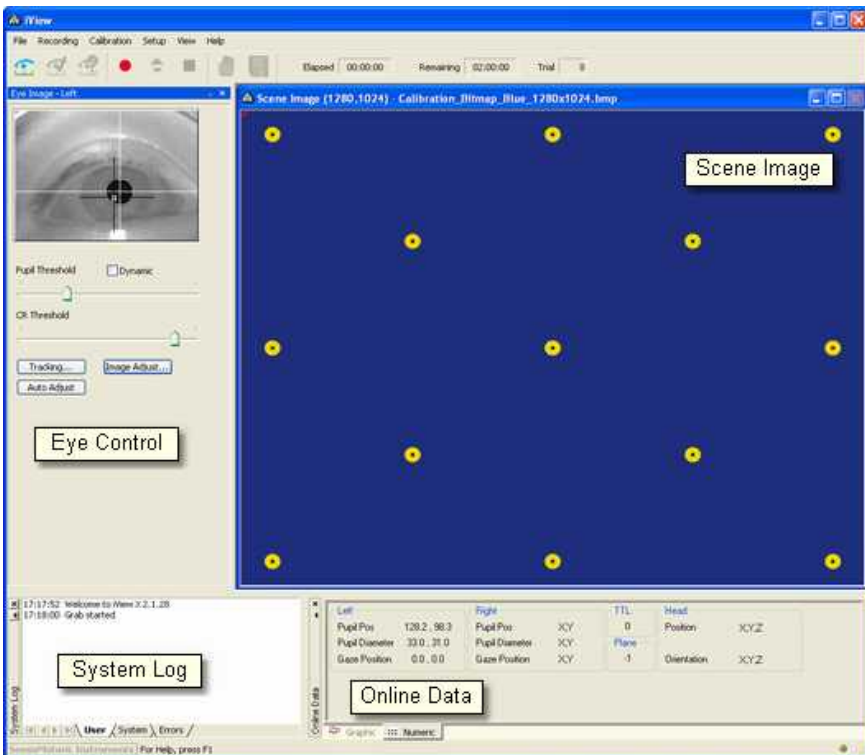 iView
File Recording Calibration Setup View Help
Elapsed 00:00:00 Remaining 02:00:00 Trial 0
Eye Image - Left
Scene Image (1280,1024) - Calibration_Bitmap_Blue_1280x1024.bmp
Scene Image
Pupil Threshold Dynamic
CR Threshold
Tracking... Image Adjust...
Auto Adjust
Eye Control
17:17:52 Welcome to iView X 2.1.28
17:18:00 Grab started
System Log
System Log
User System Errors
Left Right TTL Head
Pupil Pos 128.2 , 98.3 Pupil Pos X,Y 0 Position X,Y,Z
Pupil Diameter 33.0 , 31.0 Pupil Diameter X,Y Plane
Gaze Position 0.0 , 0.0 Gaze Position X,Y -1 Orientation X,Y,Z
Online Data
Online Data
Graphic Numeric
SensoMotoric Instruments For Help, press F1